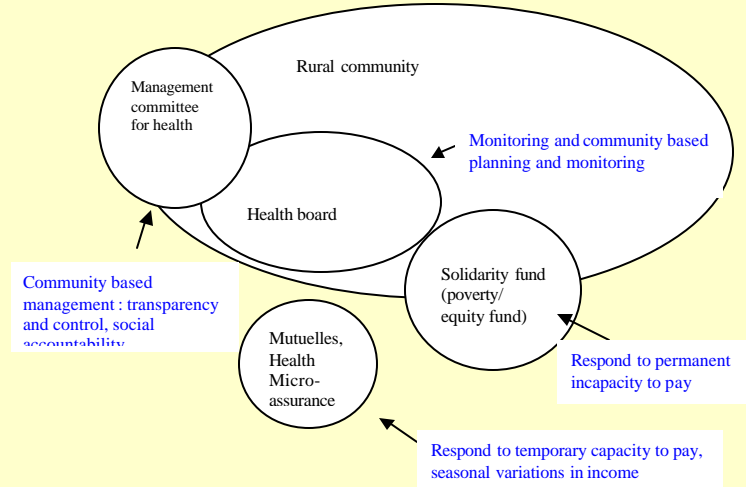 Rural community
Management
committee
for health
Monitoring and community based
planning and monitoring
Health board
Community based
management : transparency
and control, social
accountability
Solidarity fund
(poverty/
equity fund)
Mutuelles,
Health
Micro-
assurance
Respond to permanent
incapacity to pay
Respond to temporary capacity to pay,
seasonal variations in income